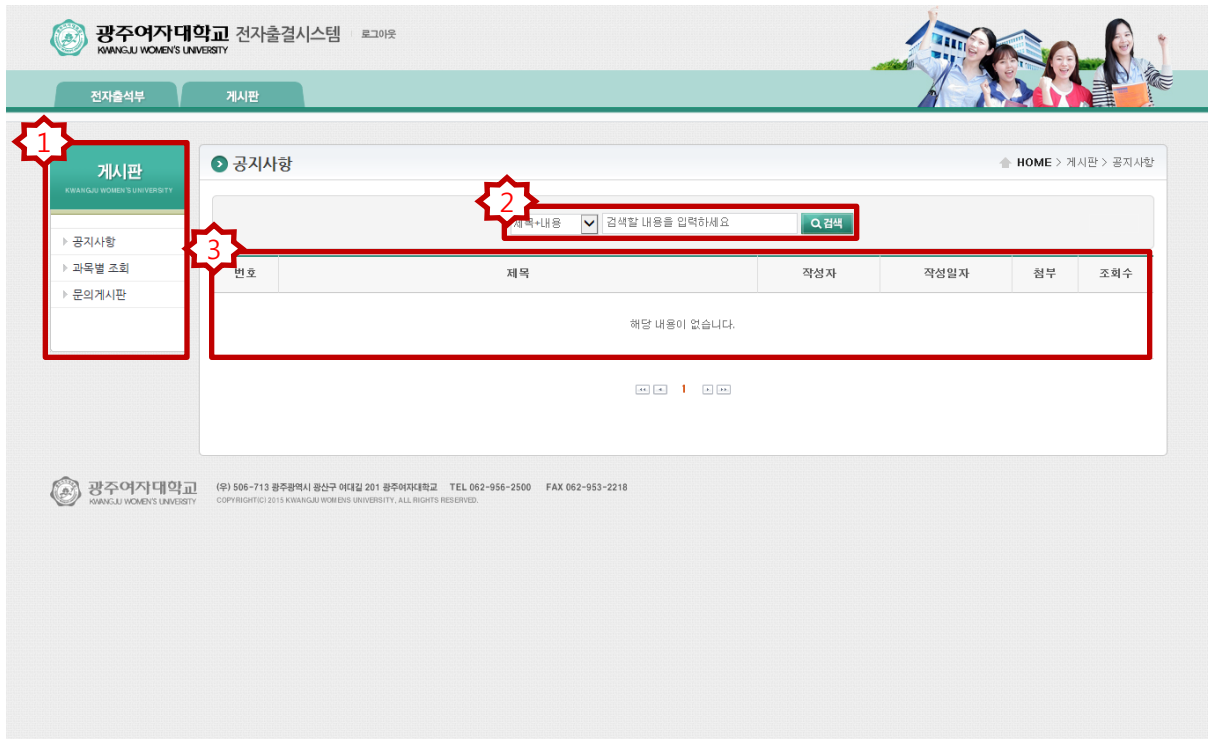 광주여자대학교 전자출결시스템 로그아웃
KWANGJU WOMEN'S UNIVERSITY
전자출석부 게시판
1
게시판
KWANGJU WOMEN'S UNIVERSITY
공지사항
과목별 조회
문의게시판
공지사항
HOME > 게시판 > 공지사항
2
제목+내용 검색할 내용을 입력하세요 검색
3
번호 제목 작성자 작성일자 첨부 조회수
해당 내용이 없습니다.
1
광주여자대학교
KWANGJU WOMEN'S UNIVERSITY
(우) 506-713 광주광역시 광산구 여대길 201 광주여자대학교 TEL 062-956-2500 FAX 062-953-2218
COPYRIGHT(C) 2015 KWANGJU WOMENS UNIVERSITY, ALL RIGHTS RESERVED.